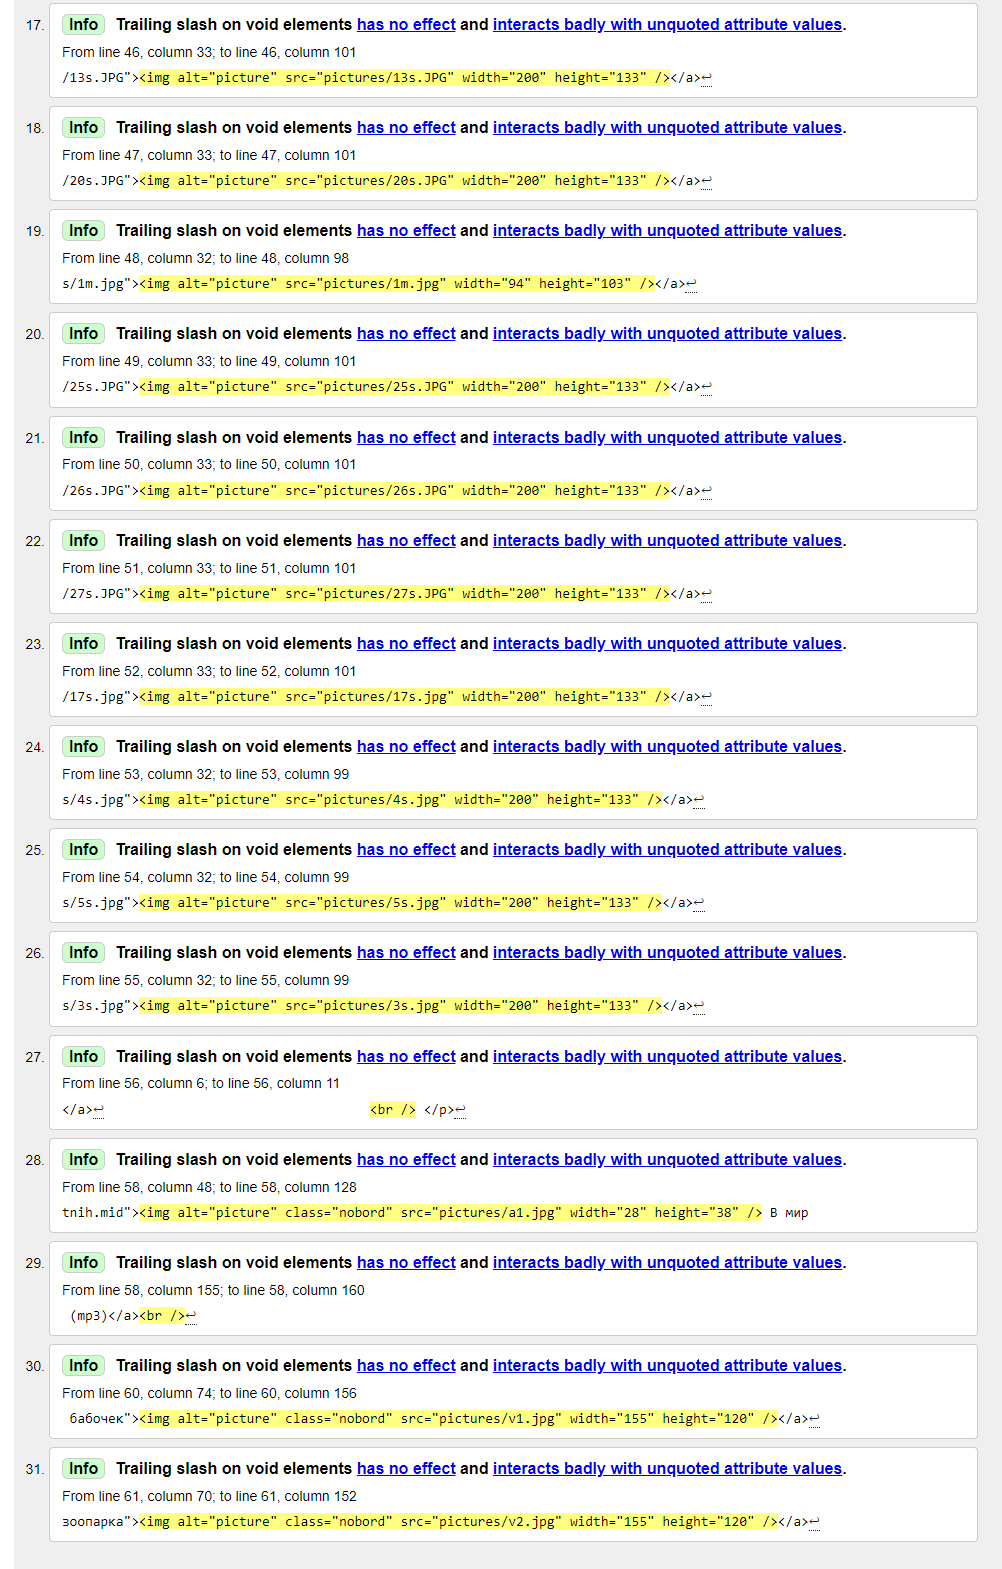 17. Info Trailing slash on void elements has no effect and interacts badly with unquoted attribute values.
From line 46, column 33; to line 46, column 101
/13s.JPG"><img alt="picture" src="pictures/13s.JPG" width="200" height="133" /></a>↩
18. Info Trailing slash on void elements has no effect and interacts badly with unquoted attribute values.
From line 47, column 33; to line 47, column 101
/20s.JPG"><img alt="picture" src="pictures/20s.JPG" width="200" height="133" /></a>↩
19. Info Trailing slash on void elements has no effect and interacts badly with unquoted attribute values.
From line 48, column 32; to line 48, column 98
s/1m.jpg"><img alt="picture" src="pictures/1m.jpg" width="94" height="103" /></a>↩
20. Info Trailing slash on void elements has no effect and interacts badly with unquoted attribute values.
From line 49, column 33; to line 49, column 101
/25s.JPG"><img alt="picture" src="pictures/25s.JPG" width="200" height="133" /></a>↩
21. Info Trailing slash on void elements has no effect and interacts badly with unquoted attribute values.
From line 50, column 33; to line 50, column 101
/26s.JPG"><img alt="picture" src="pictures/26s.JPG" width="200" height="133" /></a>↩
22. Info Trailing slash on void elements has no effect and interacts badly with unquoted attribute values.
From line 51, column 33; to line 51, column 101
/27s.JPG"><img alt="picture" src="pictures/27s.JPG" width="200" height="133" /></a>↩
23. Info Trailing slash on void elements has no effect and interacts badly with unquoted attribute values.
From line 52, column 33; to line 52, column 101
/17s.jpg"><img alt="picture" src="pictures/17s.jpg" width="200" height="133" /></a>↩
24. Info Trailing slash on void elements has no effect and interacts badly with unquoted attribute values.
From line 53, column 32; to line 53, column 99
s/4s.jpg"><img alt="picture" src="pictures/4s.jpg" width="200" height="133" /></a>↩
25. Info Trailing slash on void elements has no effect and interacts badly with unquoted attribute values.
From line 54, column 32; to line 54, column 99
s/5s.jpg"><img alt="picture" src="pictures/5s.jpg" width="200" height="133" /></a>↩
26. Info Trailing slash on void elements has no effect and interacts badly with unquoted attribute values.
From line 55, column 32; to line 55, column 99
s/3s.jpg"><img alt="picture" src="pictures/3s.jpg" width="200" height="133" /></a>↩
27. Info Trailing slash on void elements has no effect and interacts badly with unquoted attribute values.
From line 56, column 6; to line 56, column 11
</a>↩ <br /> </p>↩
28. Info Trailing slash on void elements has no effect and interacts badly with unquoted attribute values.
From line 58, column 48; to line 58, column 128
tnih.mid"><img alt="picture" class="nobord" src="pictures/a1.jpg" width="28" height="38" /> В мир
29. Info Trailing slash on void elements has no effect and interacts badly with unquoted attribute values.
From line 58, column 155; to line 58, column 160
(mp3)</a><br />↩
30. Info Trailing slash on void elements has no effect and interacts badly with unquoted attribute values.
From line 60, column 74; to line 60, column 156
бабочек"><img alt="picture" class="nobord" src="pictures/v1.jpg" width="155" height="120" /></a>↩
31. Info Trailing slash on void elements has no effect and interacts badly with unquoted attribute values.
From line 61, column 70; to line 61, column 152
зоопарка"><img alt="picture" class="nobord" src="pictures/v2.jpg" width="155" height="120" /></a>↩